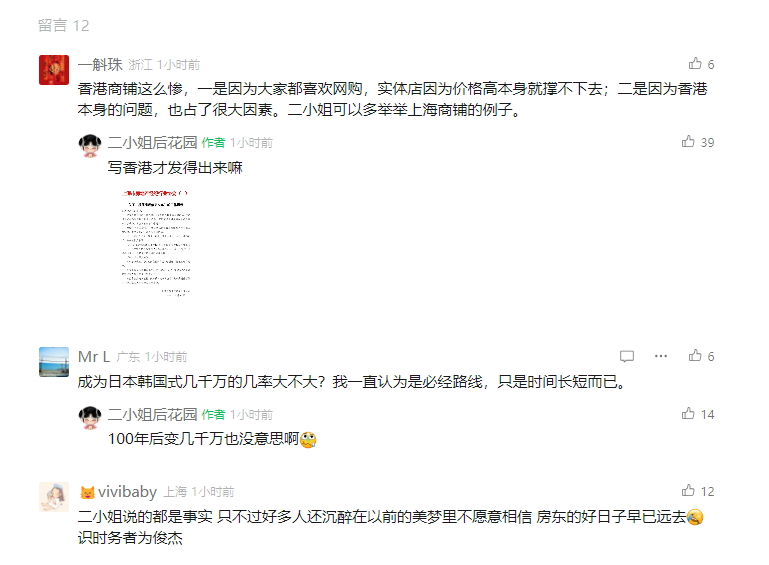 留言 12
一斛珠 浙江 1小时前 6
香港商铺这么惨，一是因为大家都喜欢网购，实体店因为价格高本身就撑不下去；二是因为香港
本身的问题，也占了很大因素。二小姐可以多举举上海商铺的例子。
二小姐后花园 作者 1小时前 39
写香港才发得出来嘛
Mr L 广东 1小时前 6
成为日本韩国式几千万的几率大不大？我一直认为是必经路线，只是时间长短而已。
二小姐后花园 作者 1小时前 14
100年后变几千万也没意思啊
vivibaby 上海 1小时前 12
二小姐说的都是事实 只不过好多人还沉醉在以前的美梦里不愿意相信 房东的好日子早已远去
识时务者为俊杰